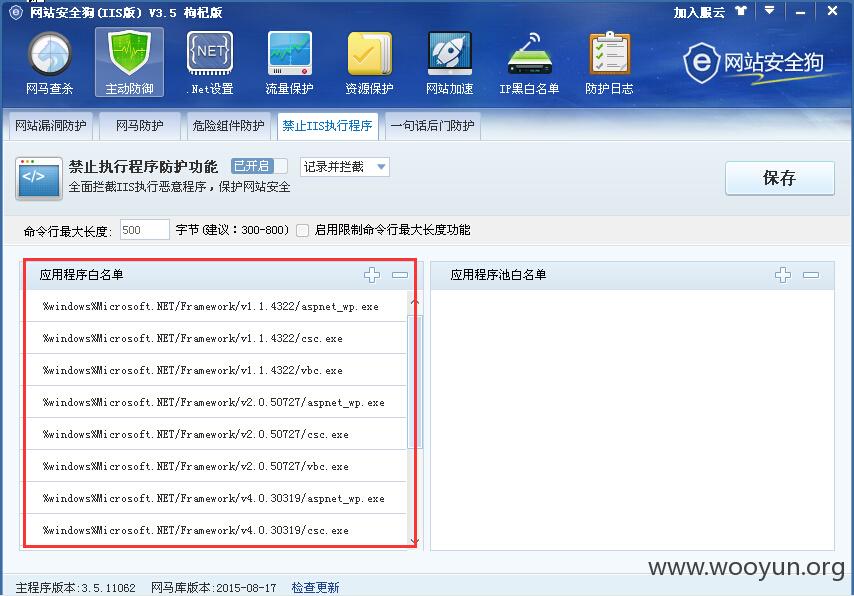 网站安全狗(IIS版) V3.5 枸杞版 加入服云
网马查杀 主动防御 .Net设置 流量保护 资源保护 网站加速 IP黑白名单 防护日志 网站安全狗
NET
网站漏洞防护 网马防护 危险组件防护 禁止IIS执行程序 一句话后门防护
禁止执行程序防护功能 已开启 记录并拦截
全面拦截IIS执行恶意程序，保护网站安全
保存
命令行最大长度: 500 字节(建议：300-800) 启用限制命令行最大长度功能
应用程序白名单 应用程序池白名单
%windows%Microsoft.NET/Framework/v1.1.4322/aspnet_wp.exe
%windows%Microsoft.NET/Framework/v1.1.4322/csc.exe
%windows%Microsoft.NET/Framework/v1.1.4322/vbc.exe
%windows%Microsoft.NET/Framework/v2.0.50727/aspnet_wp.exe
%windows%Microsoft.NET/Framework/v2.0.50727/csc.exe
%windows%Microsoft.NET/Framework/v2.0.50727/vbc.exe
%windows%Microsoft.NET/Framework/v4.0.30319/aspnet_wp.exe
%windows%Microsoft.NET/Framework/v4.0.30319/csc.exe
www.wooyun.org
主程序版本:3.5.11062 网马库版本:2015-08-17 检查更新